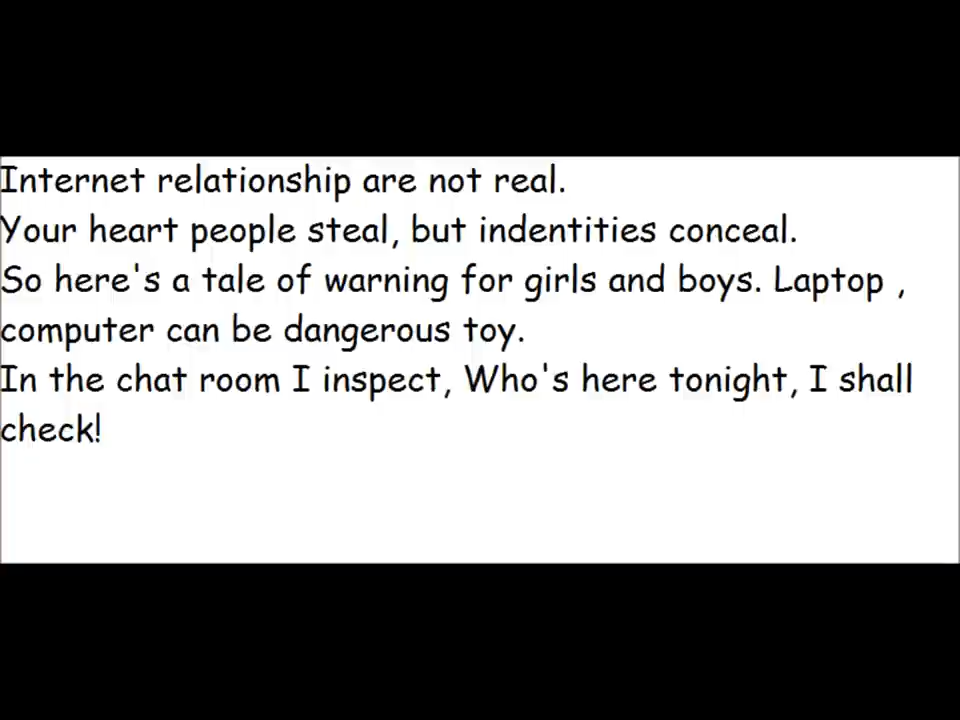 Internet relationship are not real.
Your heart people steal, but indentities conceal.
So here's a tale of warning for girls and boys. Laptop ,
computer can be dangerous toy.
In the chat room I inspect, Who's here tonight, I shall
check!